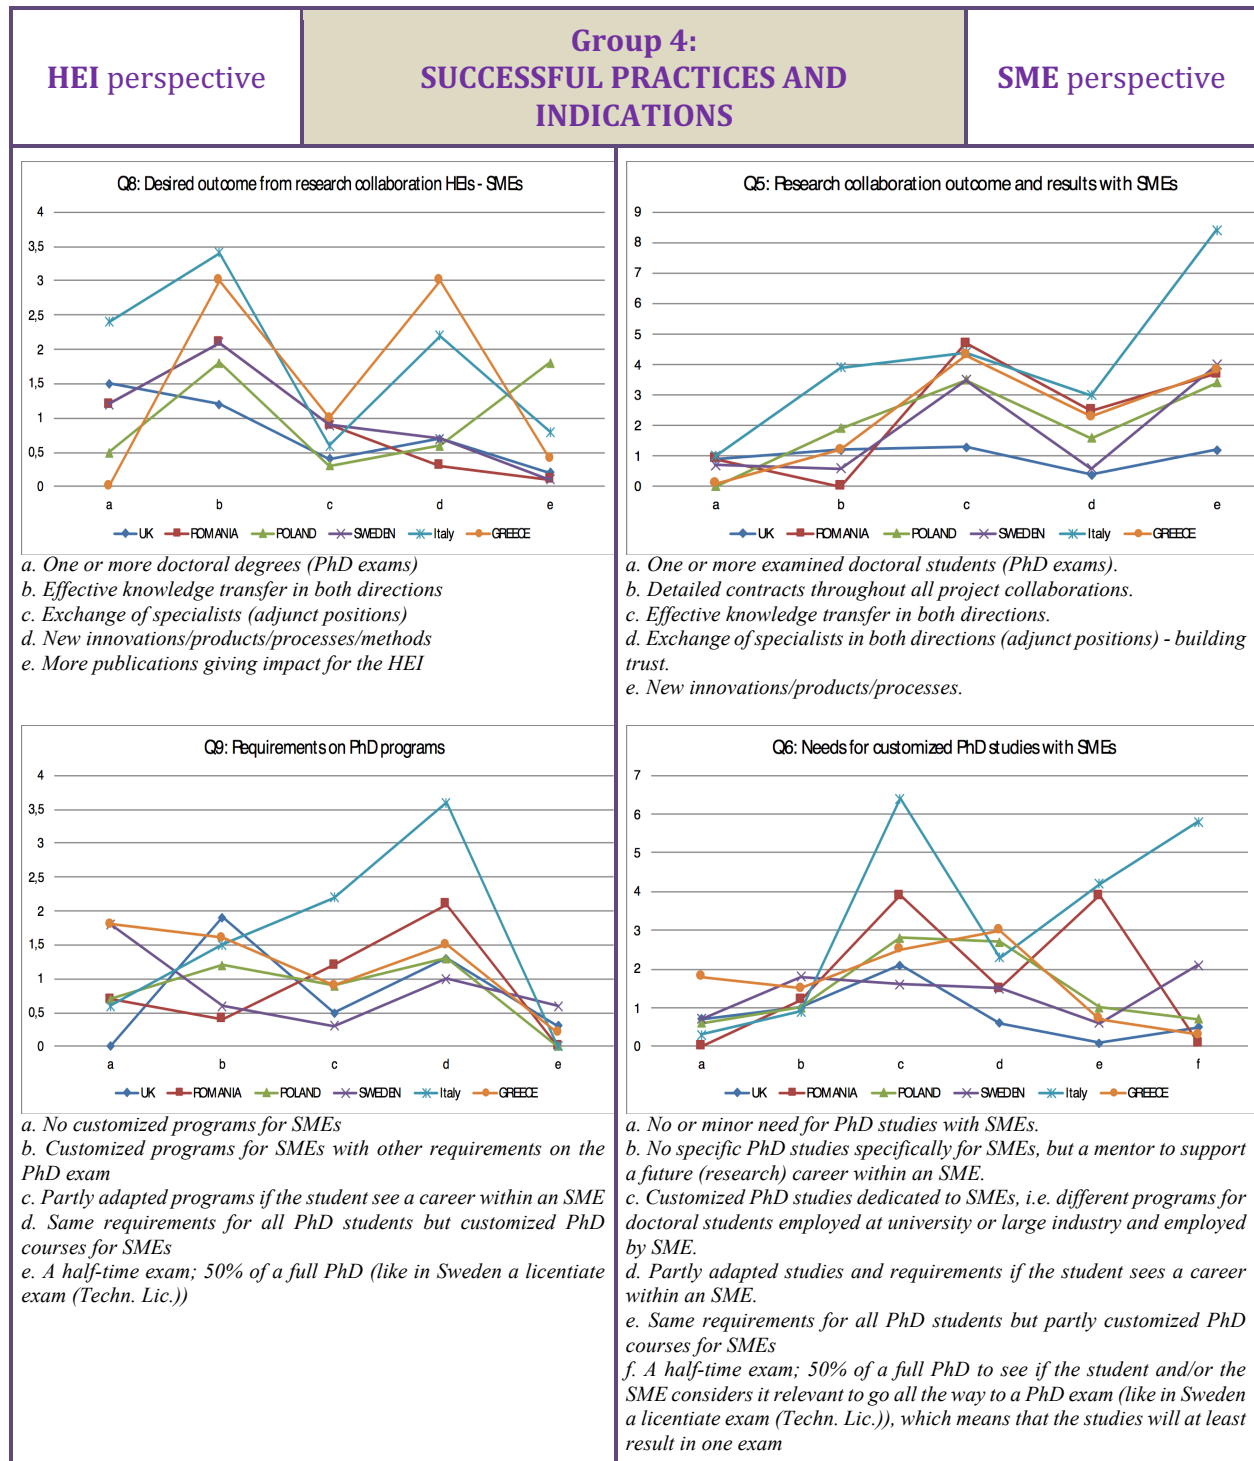 HEI perspective
Group 4:
SUCCESSFUL PRACTICES AND
INDICATIONS
SME perspective
Q8: Desired outcome from research collaboration HEIs - SMEs
4
3,5
3
2,5
2
1,5
1
0,5
0
a b c d e
UK ROMANIA POLAND SWEDEN Italy GREECE
a. One or more doctoral degrees (PhD exams)
b. Effective knowledge transfer in both directions
c. Exchange of specialists (adjunct positions)
d. New innovations/products/processes/methods
e. More publications giving impact for the HEI
Q5: Research collaboration outcome and results with SMEs
9
8
7
6
5
4
3
2
1
0
a b c d e
UK ROMANIA POLAND SWEDEN Italy GREECE
a. One or more examined doctoral students (PhD exams).
b. Detailed contracts throughout all project collaborations.
c. Effective knowledge transfer in both directions.
d. Exchange of specialists in both directions (adjunct positions) - building
trust.
e. New innovations/products/processes.
Q9: Requirements on PhD programs
4
3,5
3
2,5
2
1,5
1
0,5
0
a b c d e
UK ROMANIA POLAND SWEDEN Italy GREECE
a. No customized programs for SMEs
b. Customized programs for SMEs with other requirements on the
PhD exam
c. Partly adapted programs if the student see a career within an SME
d. Same requirements for all PhD students but customized PhD
courses for SMEs
e. A half-time exam; 50% of a full PhD (like in Sweden a licentiate
exam (Techn. Lic.))
Q6: Needs for customized PhD studies with SMEs
7
6
5
4
3
2
1
0
a b c d e f
UK ROMANIA POLAND SWEDEN Italy GREECE
a. No or minor need for PhD studies with SMEs.
b. No specific PhD studies specifically for SMEs, but a mentor to support
a future (research) career within an SME.
c. Customized PhD studies dedicated to SMEs, i.e. different programs for
doctoral students employed at university or large industry and employed
by SME.
d. Partly adapted studies and requirements if the student sees a career
within an SME.
e. Same requirements for all PhD students but partly customized PhD
courses for SMEs
f. A half-time exam; 50% of a full PhD to see if the student and/or the
SME considers it relevant to go all the way to a PhD exam (like in Sweden
a licentiate exam (Techn. Lic.)), which means that the studies will at least
result in one exam